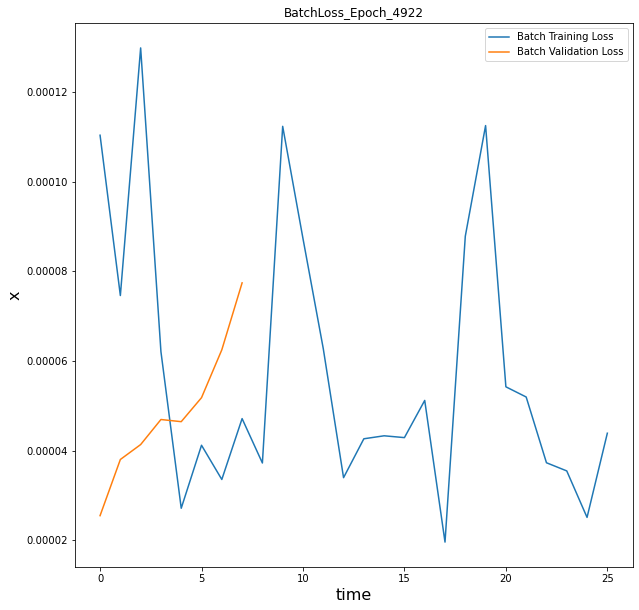 BatchLoss_Epoch_4922
Batch Training Loss
Batch Validation Loss
0.00012
0.00010
0.00008
0.00006
0.00004
0.00002
x
0 5 10 15 20 25
time